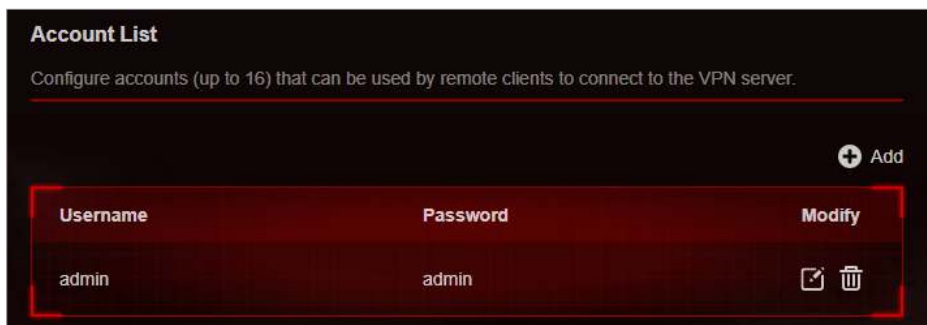 Account List
Configure accounts (up to 16) that can be used by remote clients to connect to the VPN server.
Add
Username Password Modify
admin admin